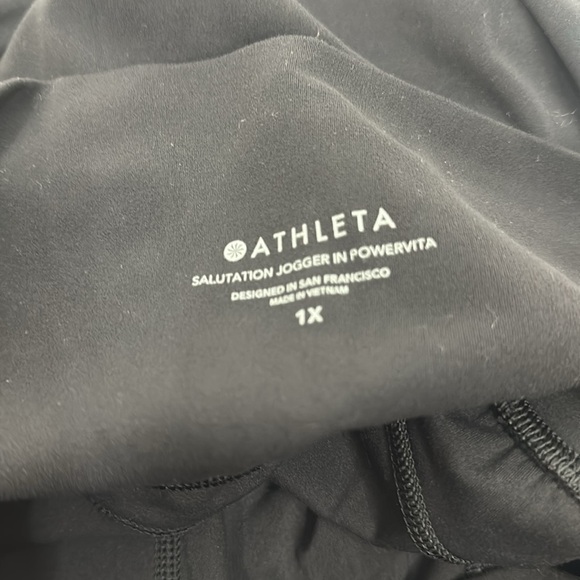 ATHLETA
SALUTATION JOGGER IN POWERVITA
DESIGNED IN SAN FRANCISCO
MADE IN VIETNAM
1X